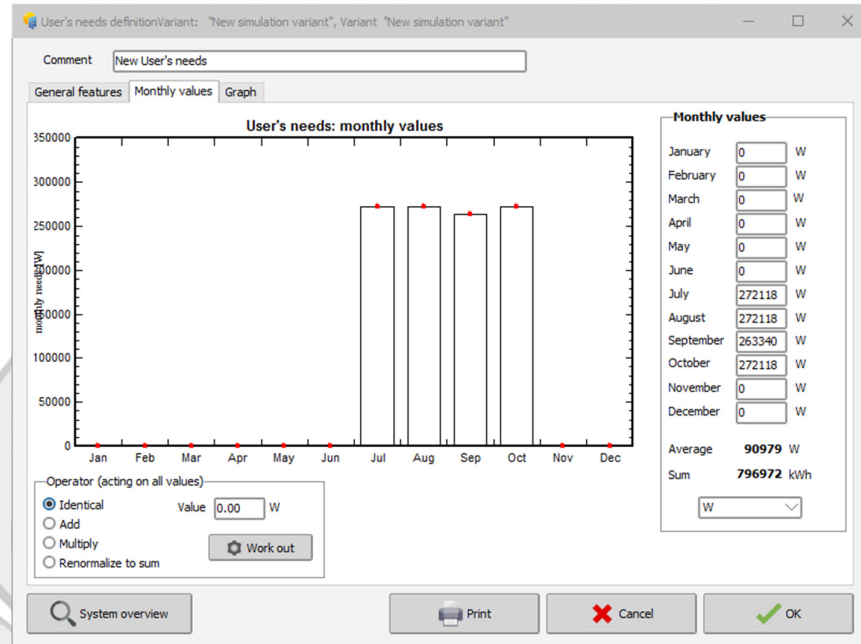 User's needs definitionVariant: "New simulation variant", Variant "New simulation variant"
Comment New User's needs
General features Monthly values Graph
User's needs: monthly values
350000
300000
250000
200000
150000
100000
50000
0
monthly needs [W]
Jan Feb Mar Apr May Jun Jul Aug Sep Oct Nov Dec
Monthly values
January 0 W
February 0 W
March 0 W
April 0 W
May 0 W
June 0 W
July 272118 W
August 272118 W
September 263340 W
October 272118 W
November 0 W
December 0 W
Average 90979 W
Sum 796972 kWh
W
Operator (acting on all values)
Identical Value 0.00 W
Add
Multiply Work out
Renormalize to sum
System overview Print Cancel OK